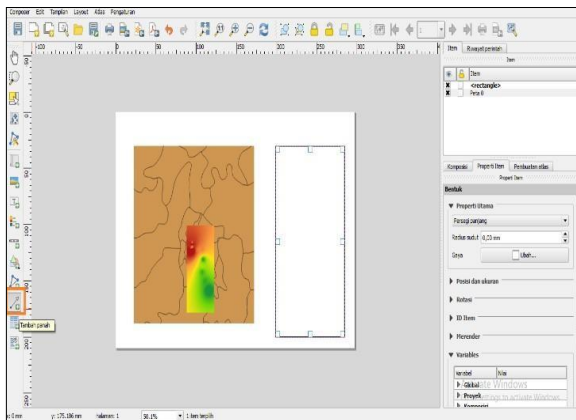 Composer Edit Tampilan Layout Atlas Pengaturan
Item Riwayat perintah
Item
Item
<rectangle>
Peta 0
Komposisi Properti Item Pembuatan atlas
Properti Item
Bentuk
Properti Utama
Persegi panjang
Radius sudut 0,00 mm
Gaya Ubah...
Posisi dan ukuran
Rotasi
ID Item
Merender
Variables
Variabel Nilai
Global
Proyek
Komposisi
Tambah panah
y: 175.186 mm halaman: 1 58.1% 1 item terpilih